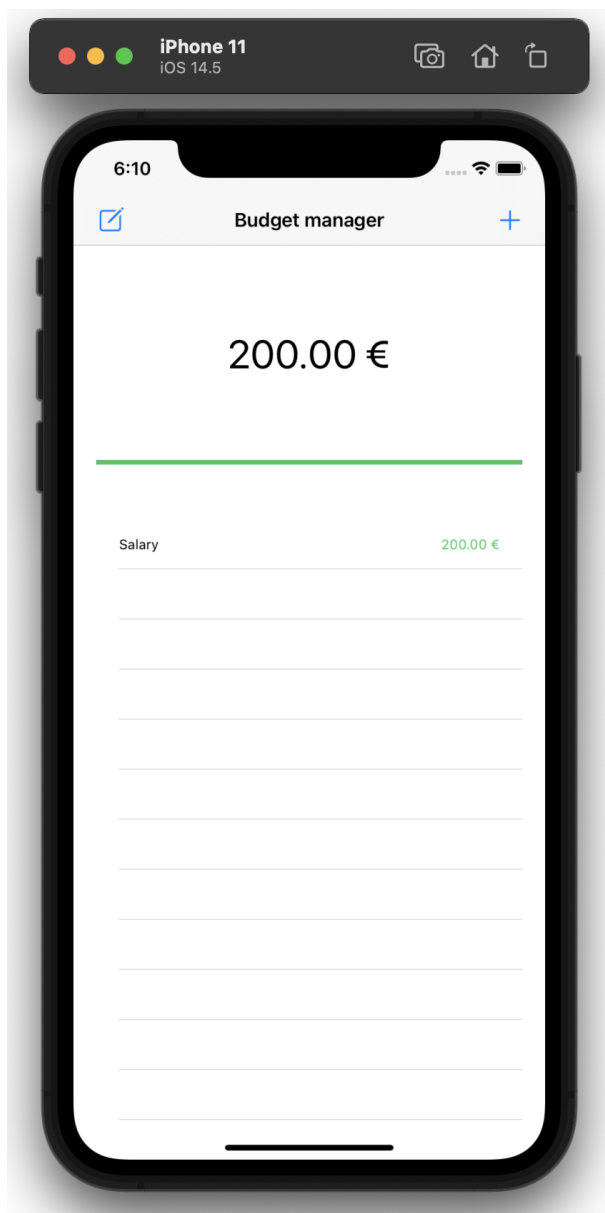 iPhone 11
iOS 14.5
6:10
Budget manager
200.00 €
Salary 200.00 €